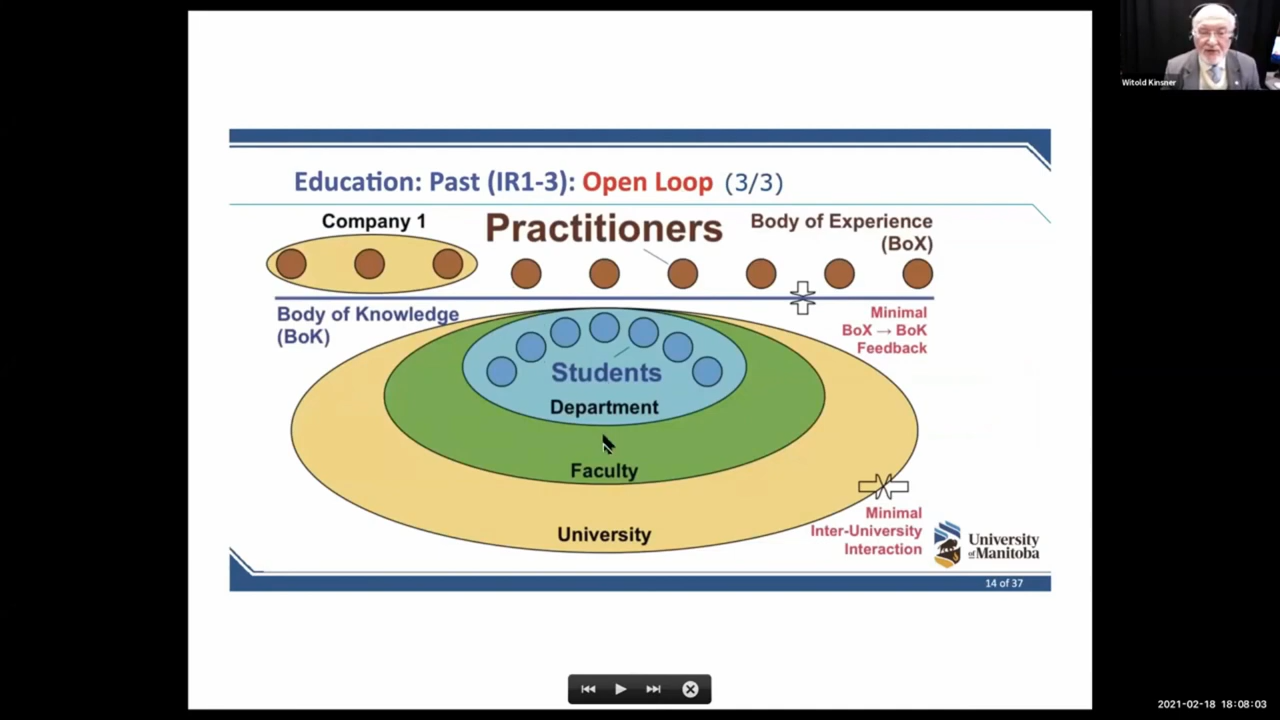 Witold Kinsner
Education: Past (IR1-3): Open Loop (3/3)
Company 1
Practitioners
Body of Experience
(BoX)
Body of Knowledge
(BoK)
Minimal
BoX → BoK
Feedback
Students
Department
Faculty
University
Minimal
Inter-University
Interaction
University
of Manitoba
14 of 37
2021-02-18 18:08:03